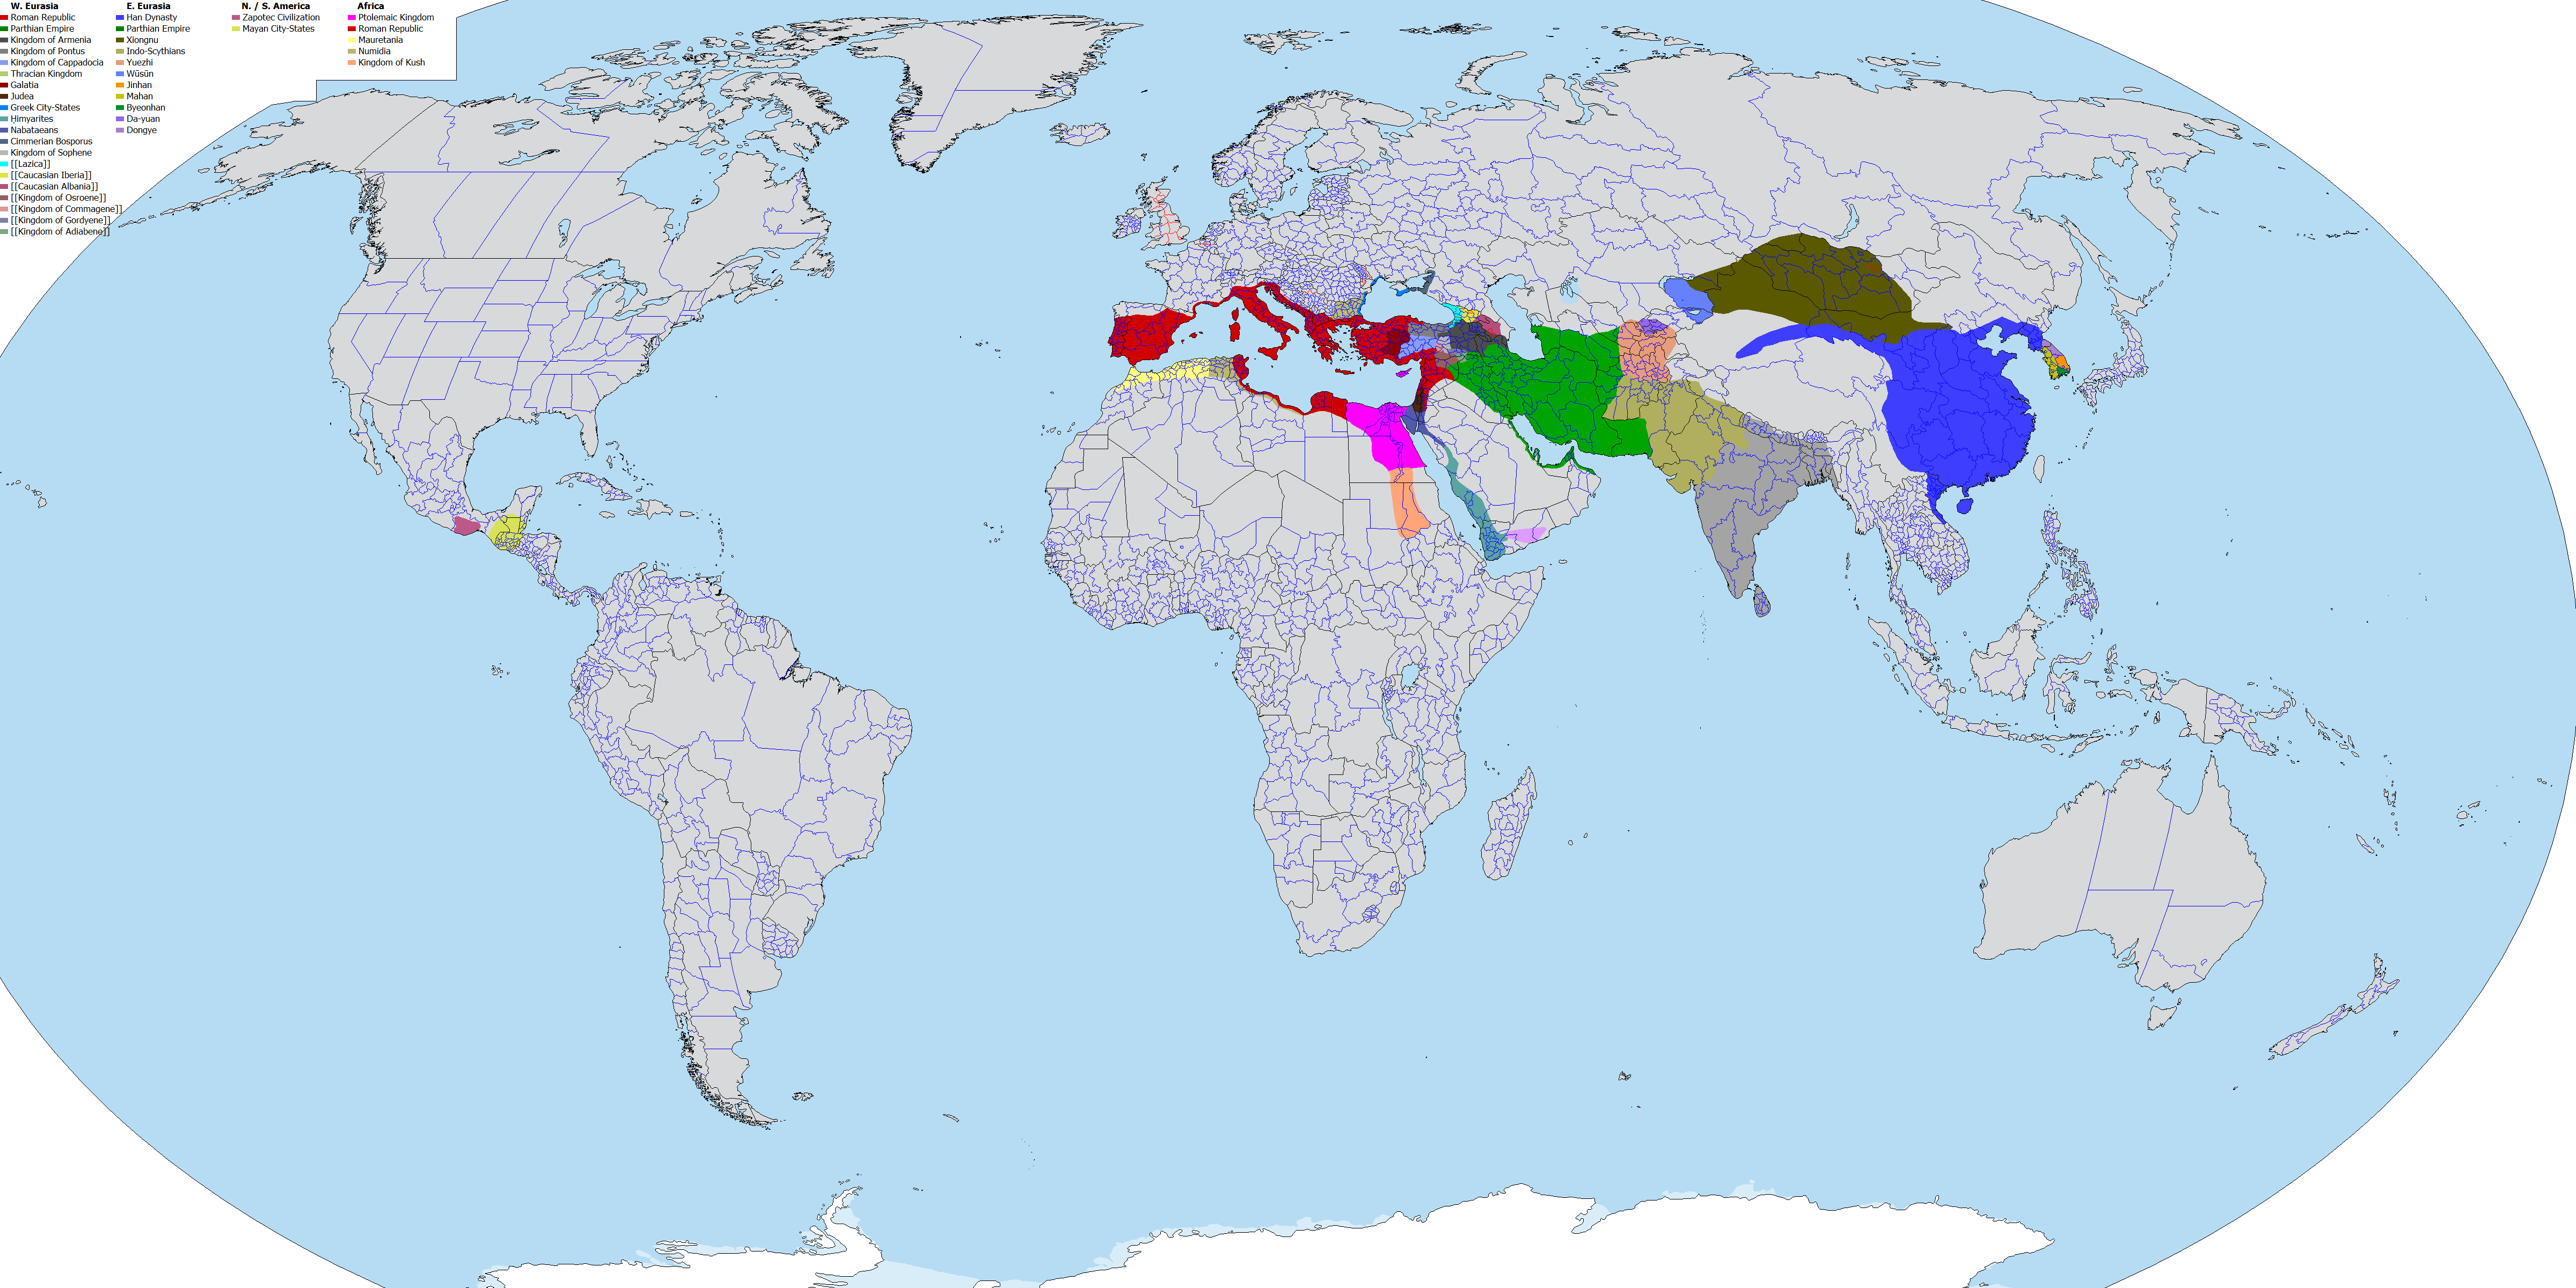 W. Eurasia
Roman Republic
Parthian Empire
Kingdom of Armenia
Kingdom of Pontus
Kingdom of Cappadocia
Thracian Kingdom
Galatia
Judea
Greek City-States
Ḥimyarites
Nabataeans
Cimmerian Bosporus
Kingdom of Sophene
[[Lazica]]
[[Caucasian Iberia]]
[[Caucasian Albania]]
[[Kingdom of Osroene]]
[[Kingdom of Commagene]]
[[Kingdom of Gordyene]]
[[Kingdom of Adiabene]]
E. Eurasia
Han Dynasty
Parthian Empire
Xiongnu
Indo-Scythians
Yuezhi
Wūsūn
Jinhan
Mahan
Byeonhan
Da-yuan
Dongye
N. / S. America
Zapotec Civilization
Mayan City-States
Africa
Ptolemaic Kingdom
Roman Republic
Mauretania
Numidia
Kingdom of Kush